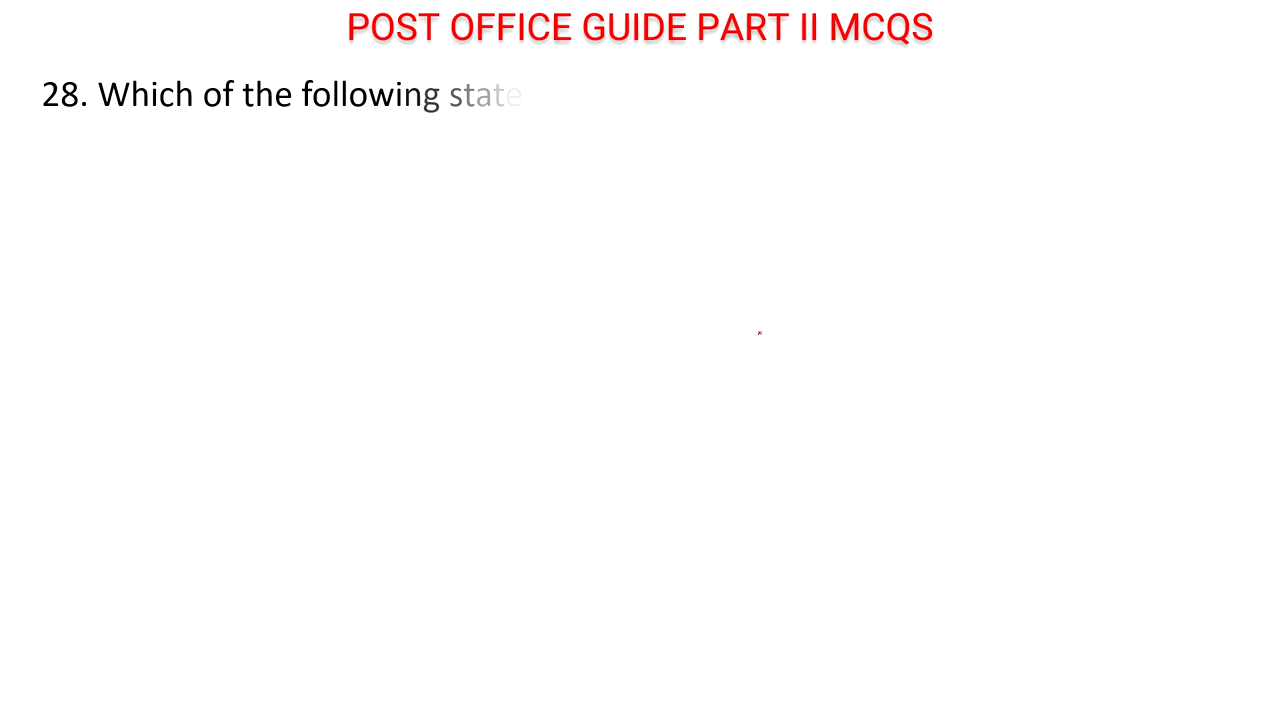 POST OFFICE GUIDE PART II MCQS
28. Which of the following state